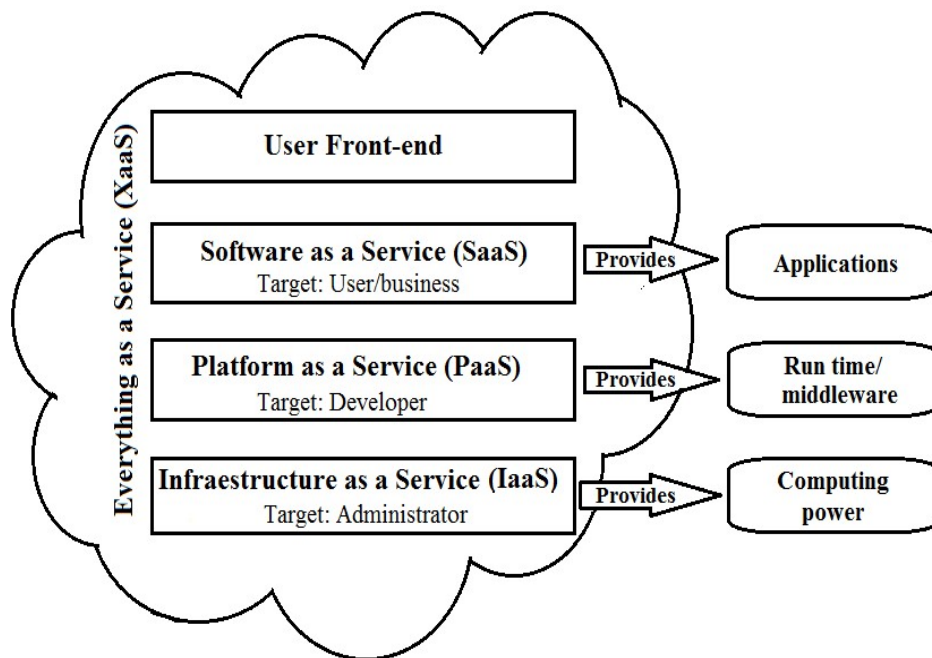 Everything as a Service (XaaS)
User Front-end
Software as a Service (SaaS)
Target: User/business
Provides
Applications
Platform as a Service (PaaS)
Target: Developer
Provides
Run time/
middleware
Infraestructure as a Service (IaaS)
Target: Administrator
Provides
Computing
power